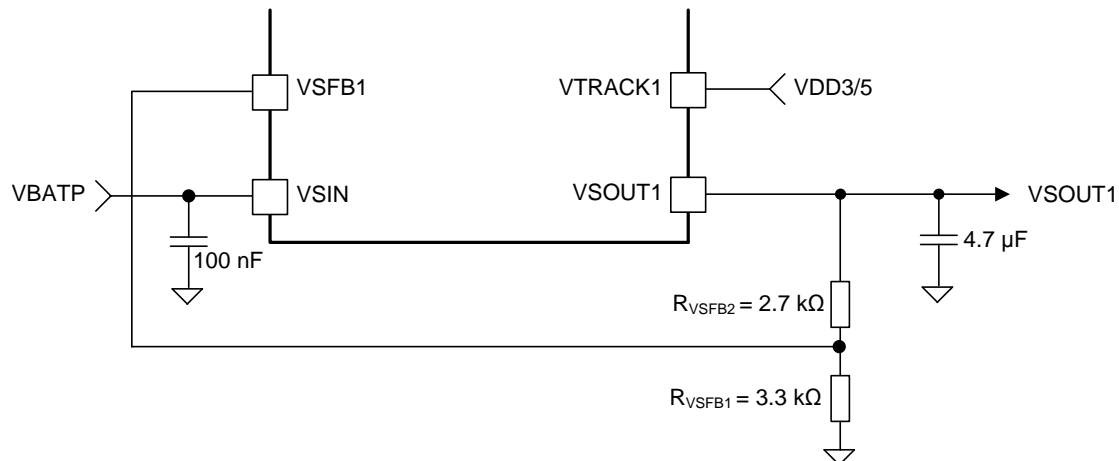 VSFB1
VTRACK1
VDD3/5
VBATP
VSIN
VSOUT1
VSOUT1
100 nF
4.7 µF
RVSFB2 = 2.7 kΩ
RVSFB1 = 3.3 kΩ